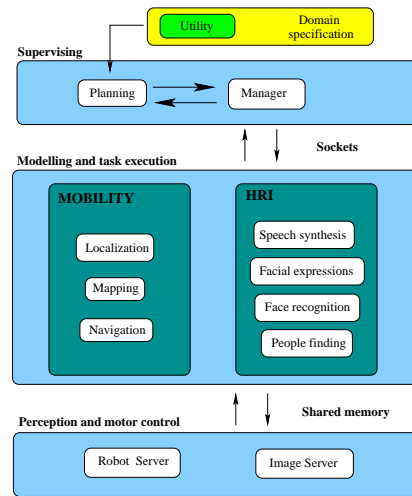 Utility
Domain
specification
Supervising
Planning
Manager
Sockets
Modelling and task execution
MOBILITY
HRI
Localization
Mapping
Navigation
Speech synthesis
Facial expressions
Face recognition
People finding
Shared memory
Perception and motor control
Robot Server
Image Server